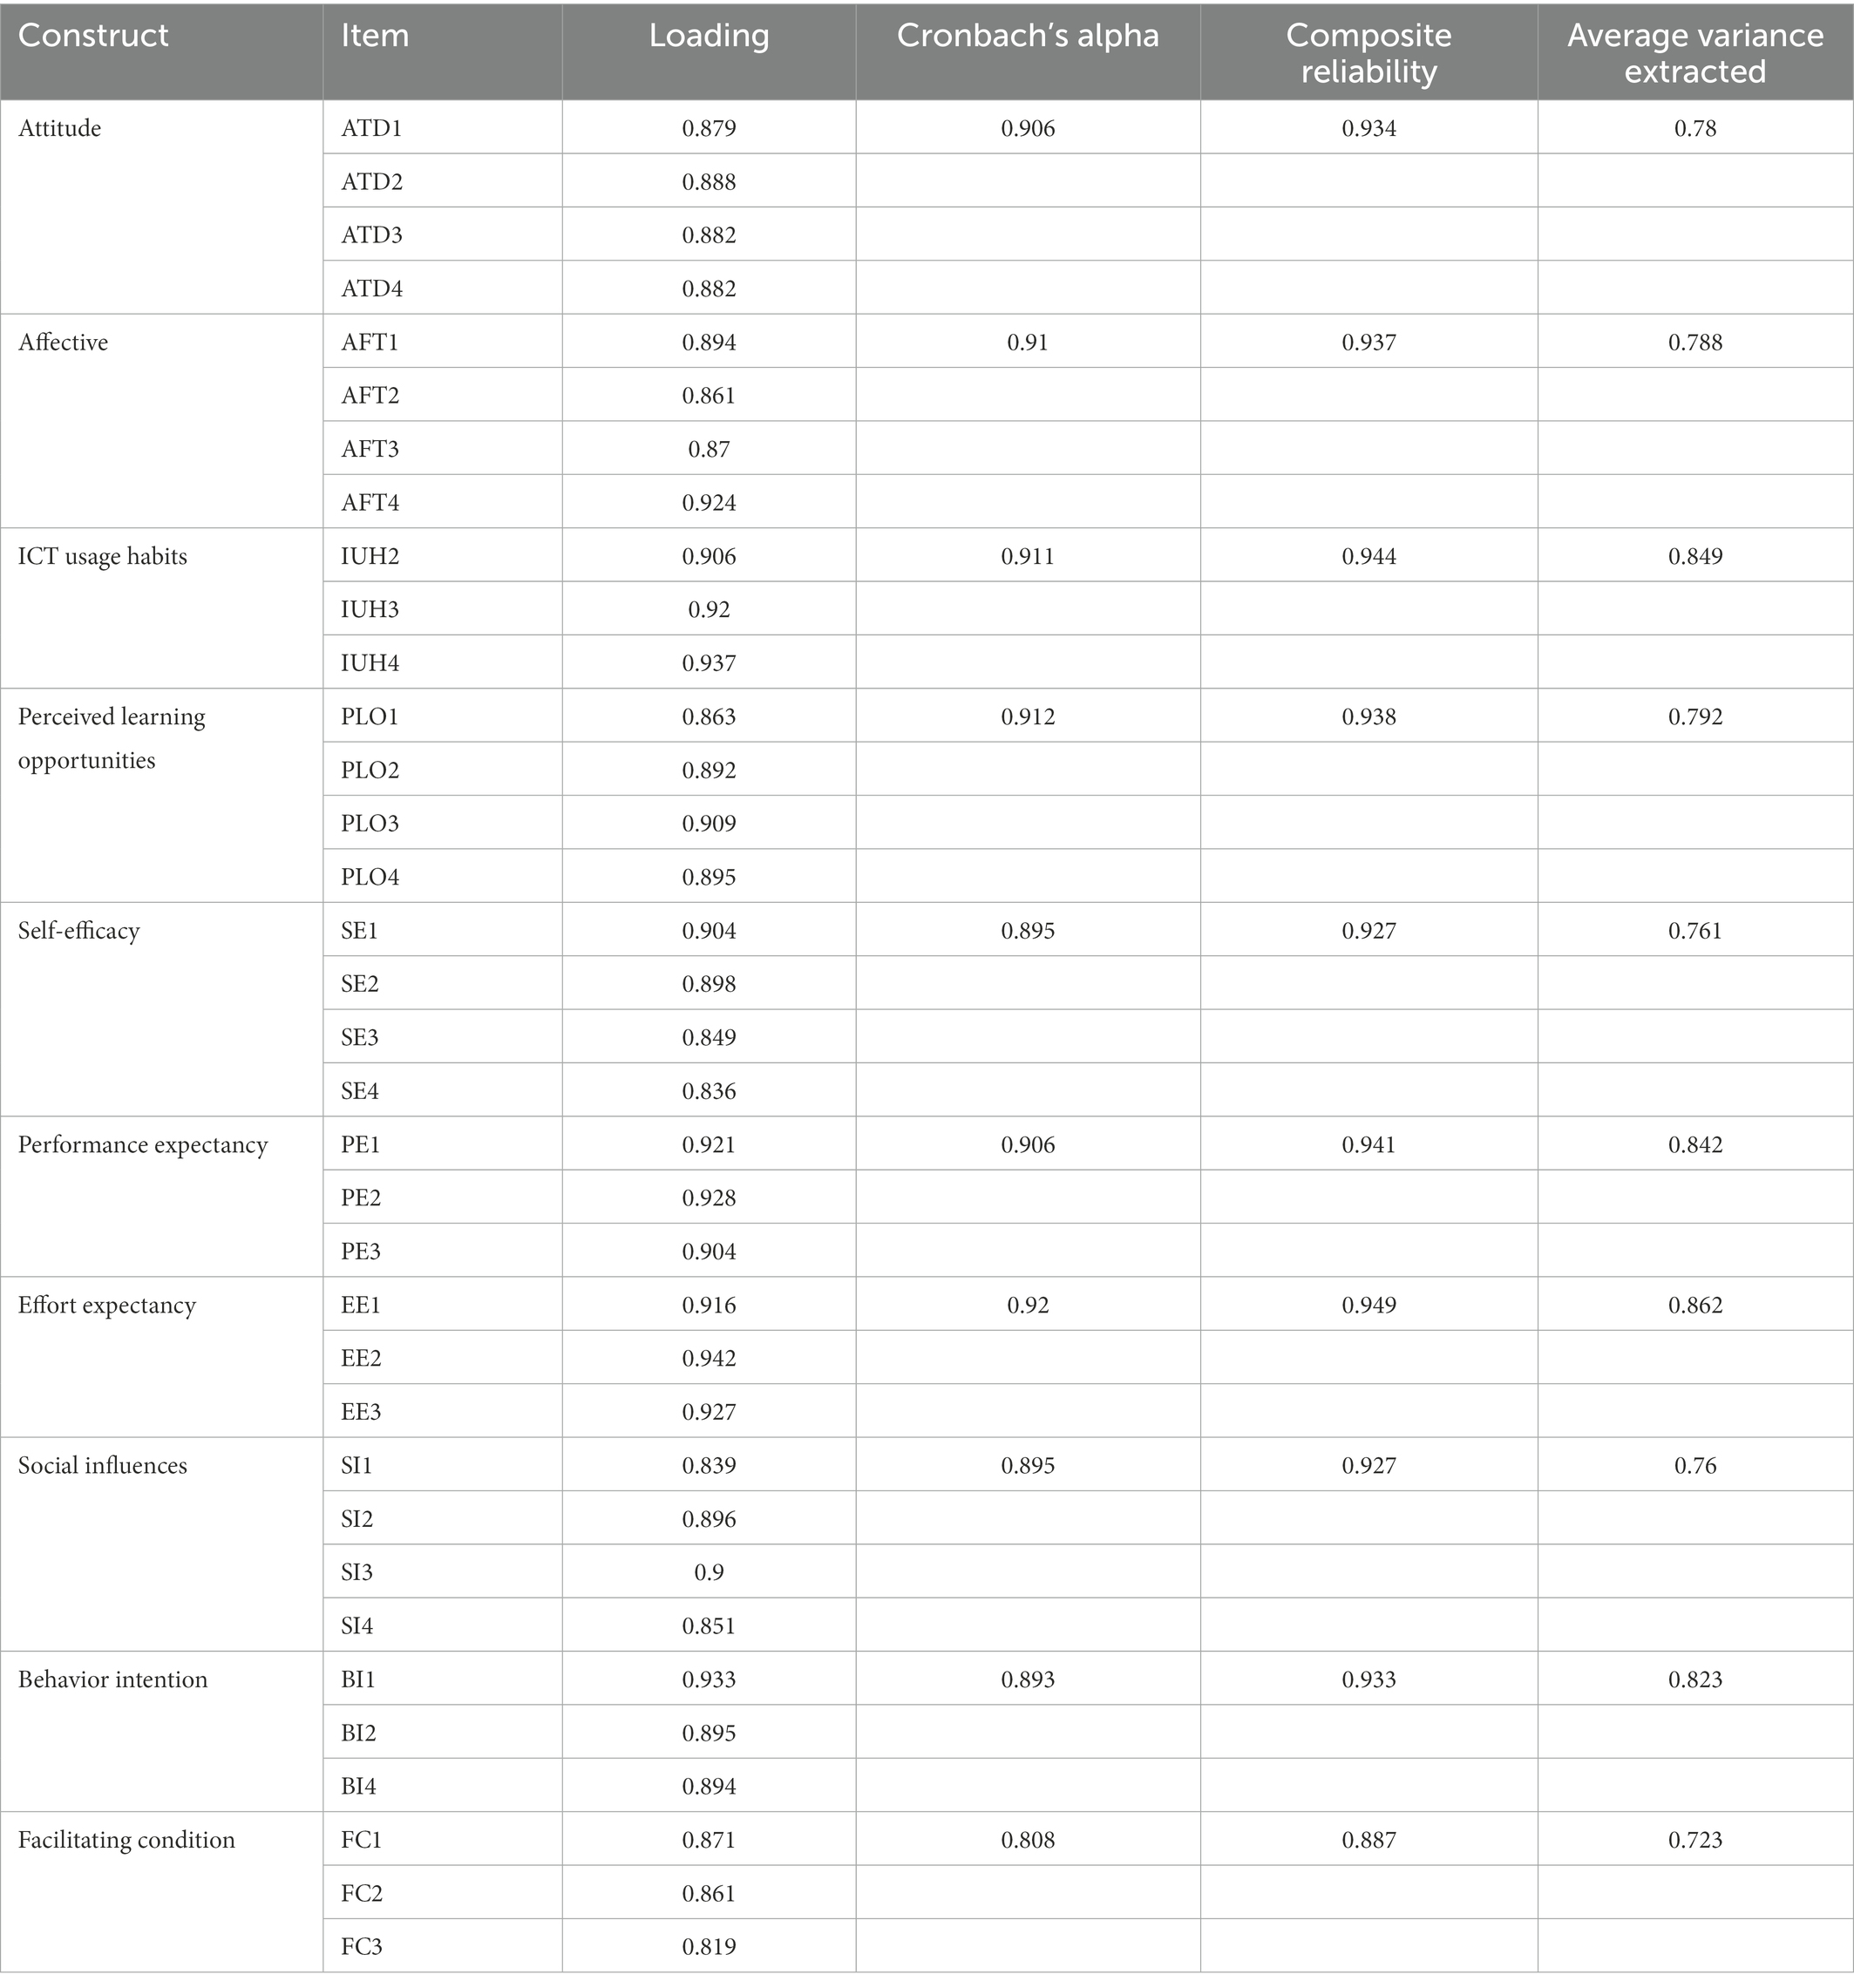 Construct Item Loading Cronbach’s alpha Composite reliability Average variance extracted
Attitude ATD1 0.879 0.906 0.934 0.78
ATD2 0.888
ATD3 0.882
ATD4 0.882
Affective AFT1 0.894 0.91 0.937 0.788
AFT2 0.861
AFT3 0.87
AFT4 0.924
ICT usage habits IUH2 0.906 0.911 0.944 0.849
IUH3 0.92
IUH4 0.937
Perceived learning opportunities PLO1 0.863 0.912 0.938 0.792
PLO2 0.892
PLO3 0.909
PLO4 0.895
Self-efficacy SE1 0.904 0.895 0.927 0.761
SE2 0.898
SE3 0.849
SE4 0.836
Performance expectancy PE1 0.921 0.906 0.941 0.842
PE2 0.928
PE3 0.904
Effort expectancy EE1 0.916 0.92 0.949 0.862
EE2 0.942
EE3 0.927
Social influences SI1 0.839 0.895 0.927 0.76
SI2 0.896
SI3 0.9
SI4 0.851
Behavior intention BI1 0.933 0.893 0.933 0.823
BI2 0.895
BI4 0.894
Facilitating condition FC1 0.871 0.808 0.887 0.723
FC2 0.861
FC3 0.819